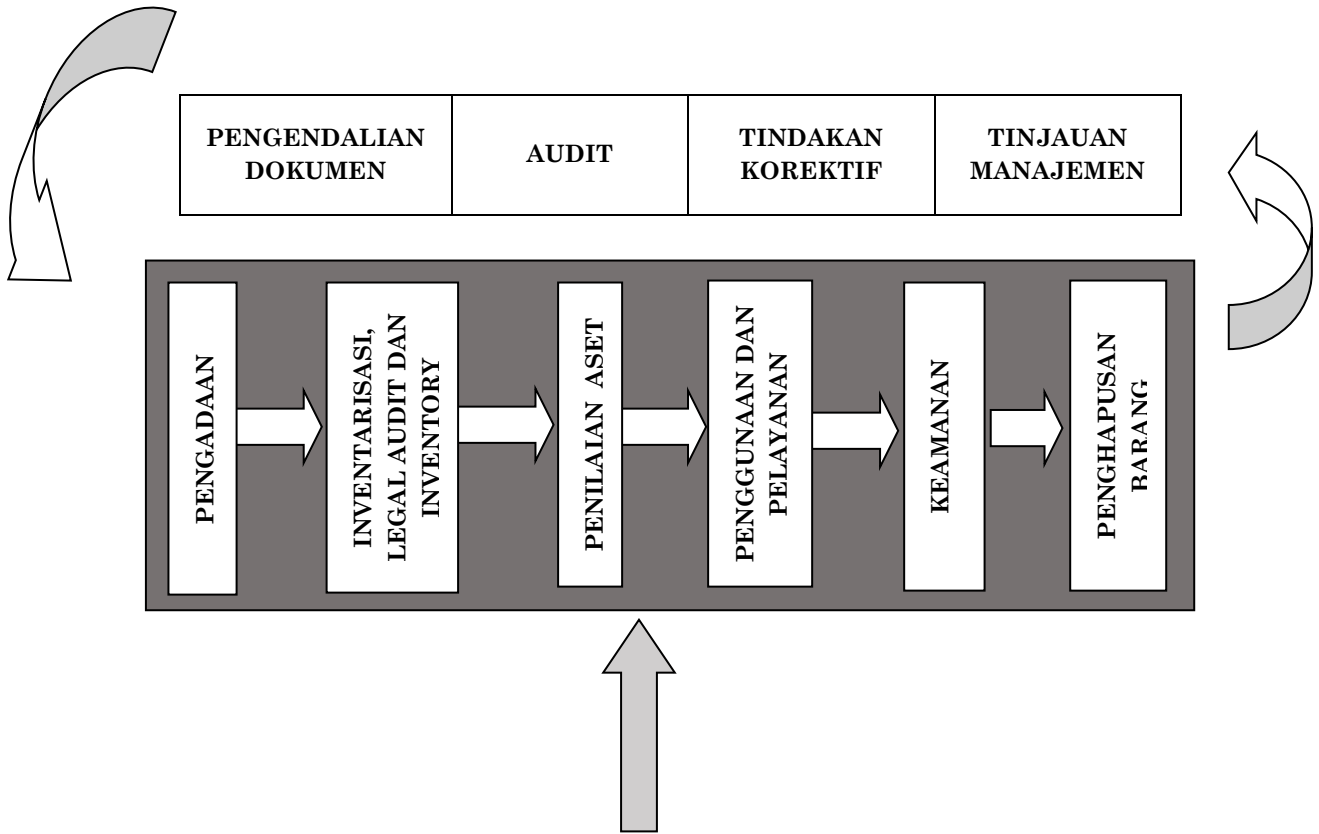 PENGENDALIAN
DOKUMEN
AUDIT
TINDAKAN
KOREKTIF
TINJAUAN
MANAJEMEN
PENGADAAN
INVENTARISASI,
LEGAL AUDIT DAN
INVENTORY
PENILAIAN ASET
PENGGUNAAN DAN
PELAYANAN
KEAMANAN
PENGHAPUSAN
BARANG